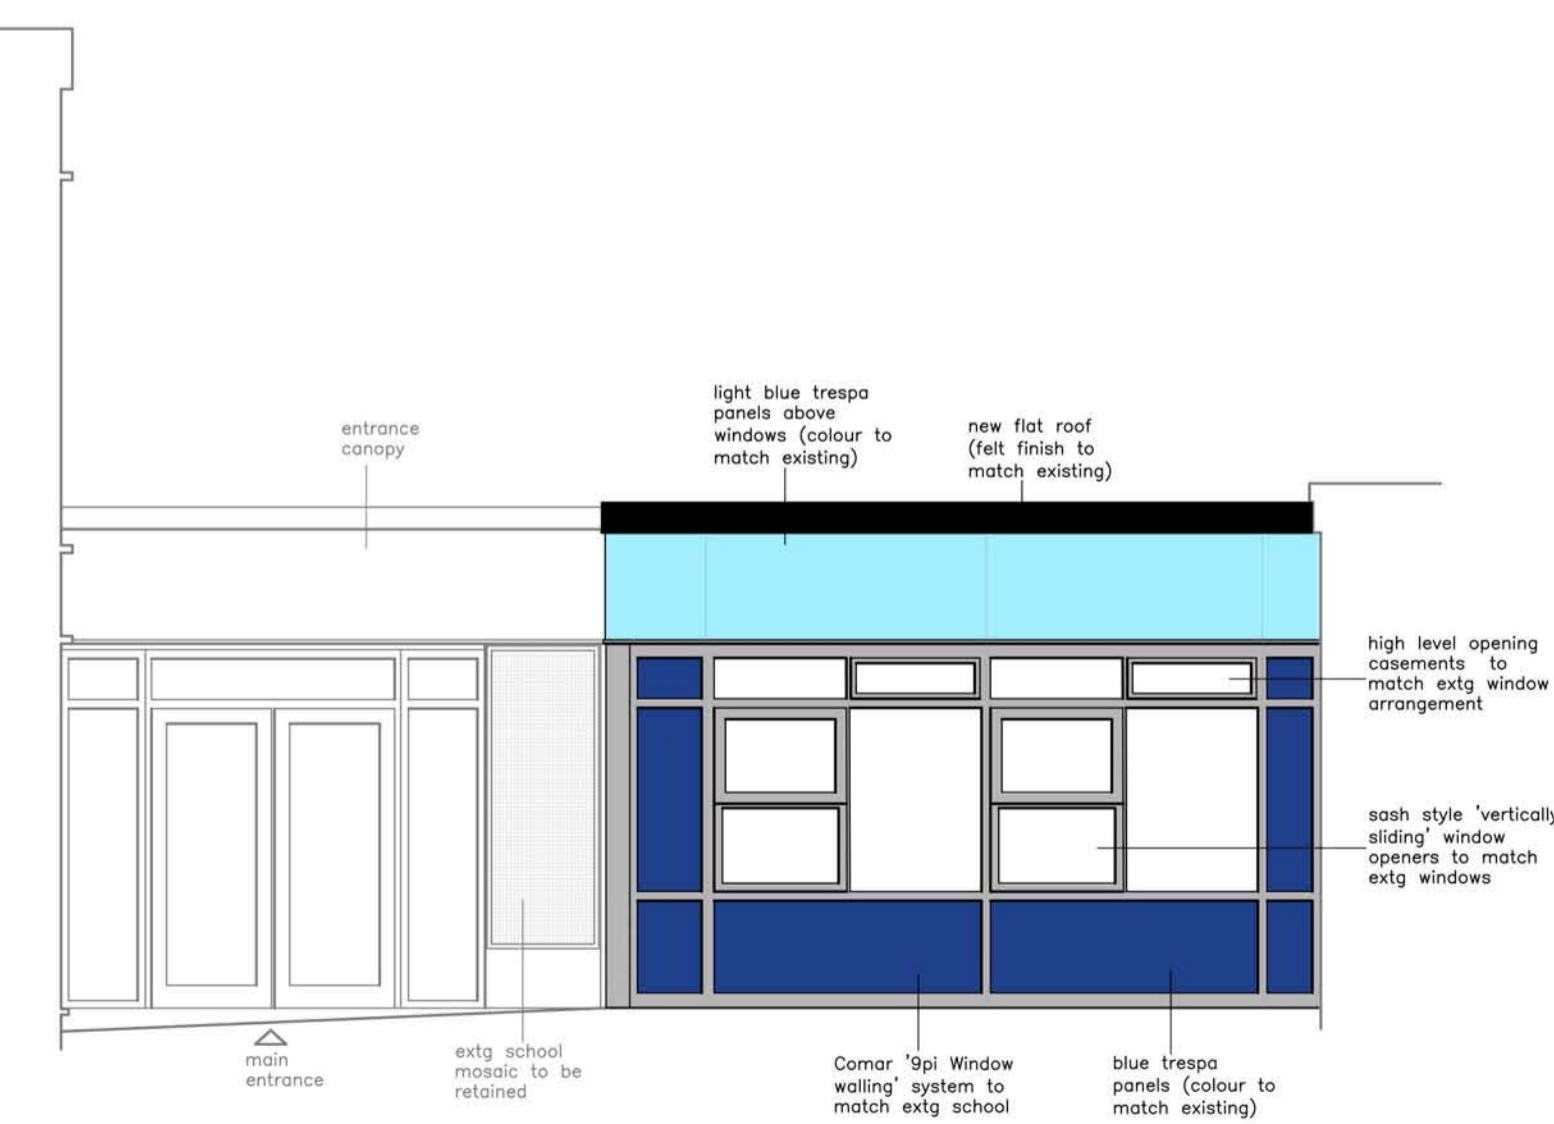 light blue trespa
panels above
windows (colour to
match existing)
new flat roof
(felt finish to
match existing)
entrance
canopy
high level opening
casements to
match extg window
arrangement
sash style 'vertically
sliding' window
openers to match
extg windows
main
entrance
extg school
mosaic to be
retained
Comar '9pi Window
walling' system to
match extg school
blue trespa
panels (colour to
match existing)